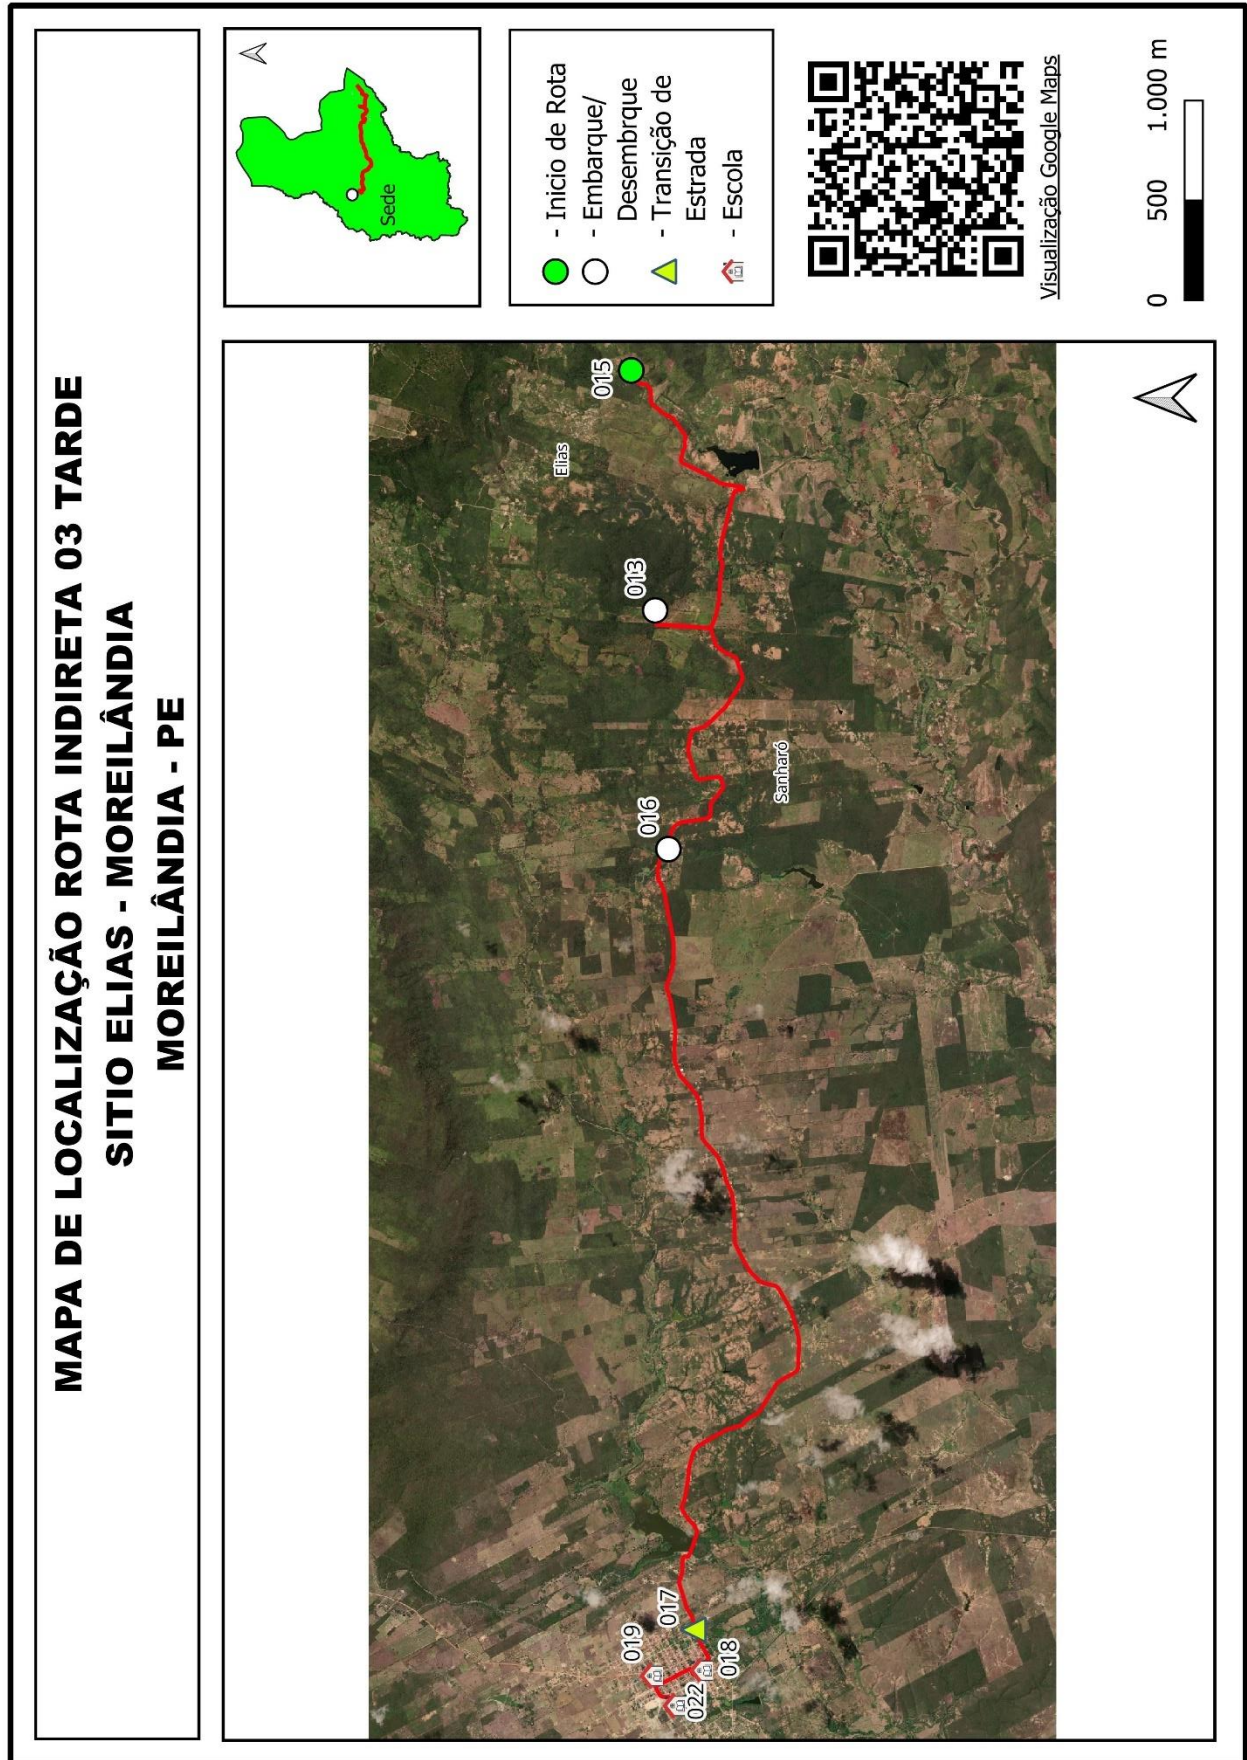 MAPA DE LOCALIZAÇÃO ROTA INDIRETA 03 TARDE
SITIO ELIAS - MOREILÂNDIA
MOREILÂNDIA - PE
Sede
- Inicio de Rota
- Embarque/
Desembrque
- Transição de
Estrada
- Escola
Visualização Google Maps
0 500 1.000 m
015
Elias
013
Sanharó
016
017
019
018
022